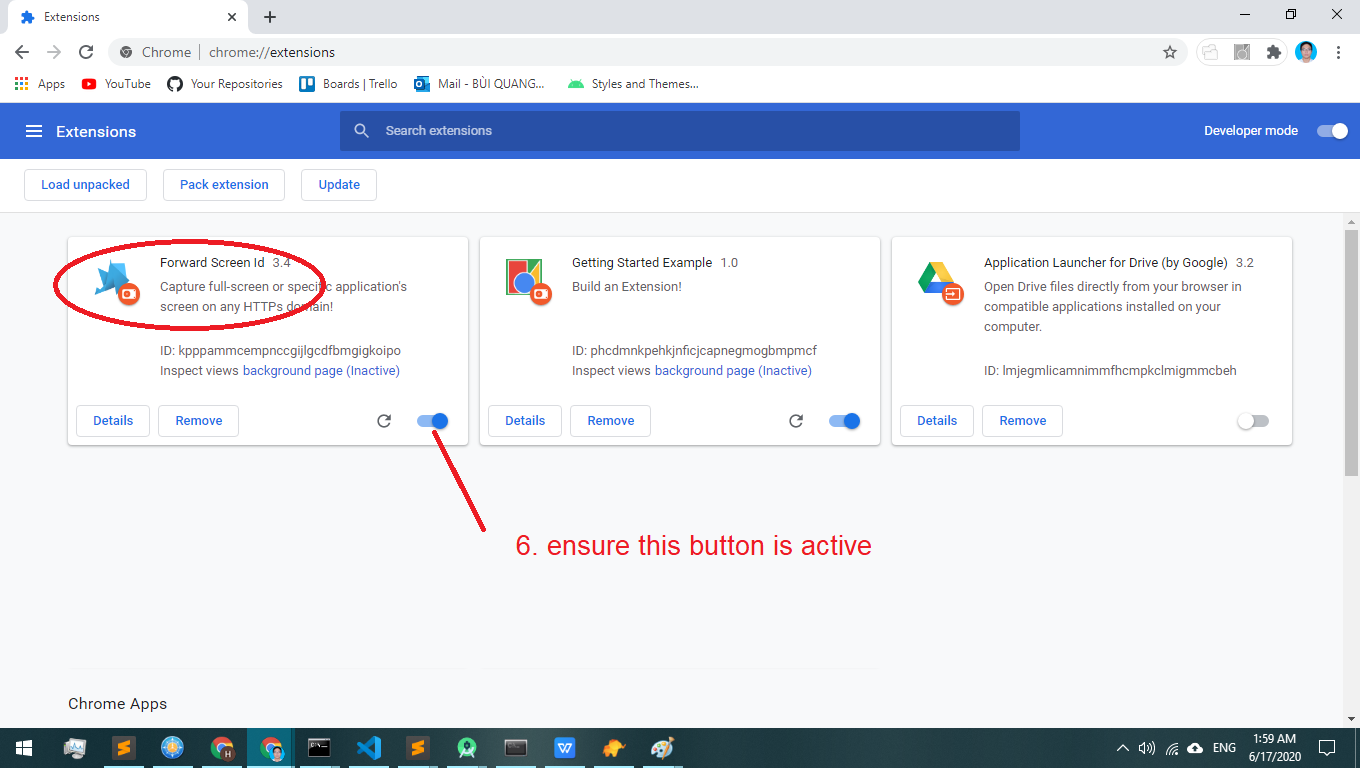 Extensions
Chrome chrome://extensions
Apps YouTube Your Repositories Boards | Trello Mail - BÙI QUANG... Styles and Themes...
Extensions Search extensions Developer mode
Load unpacked Pack extension Update
Forward Screen Id 3.4
Capture full-screen or specific application's
screen on any HTTPs domain!
ID: kpppammcempnccgijlgcdfbmgigkoipo
Inspect views background page (Inactive)
Details Remove
Getting Started Example 1.0
Build an Extension!
ID: phcdmnkpehkjnficjcapnegmogbmpmcf
Inspect views background page (Inactive)
Details Remove
Application Launcher for Drive (by Google) 3.2
Open Drive files directly from your browser in
compatible applications installed on your
computer.
ID: lmjegmlicamnimmfhcmpkclmigmmcbeh
Details Remove
6. ensure this button is active
Chrome Apps
H
ENG
1:59 AM
6/17/2020